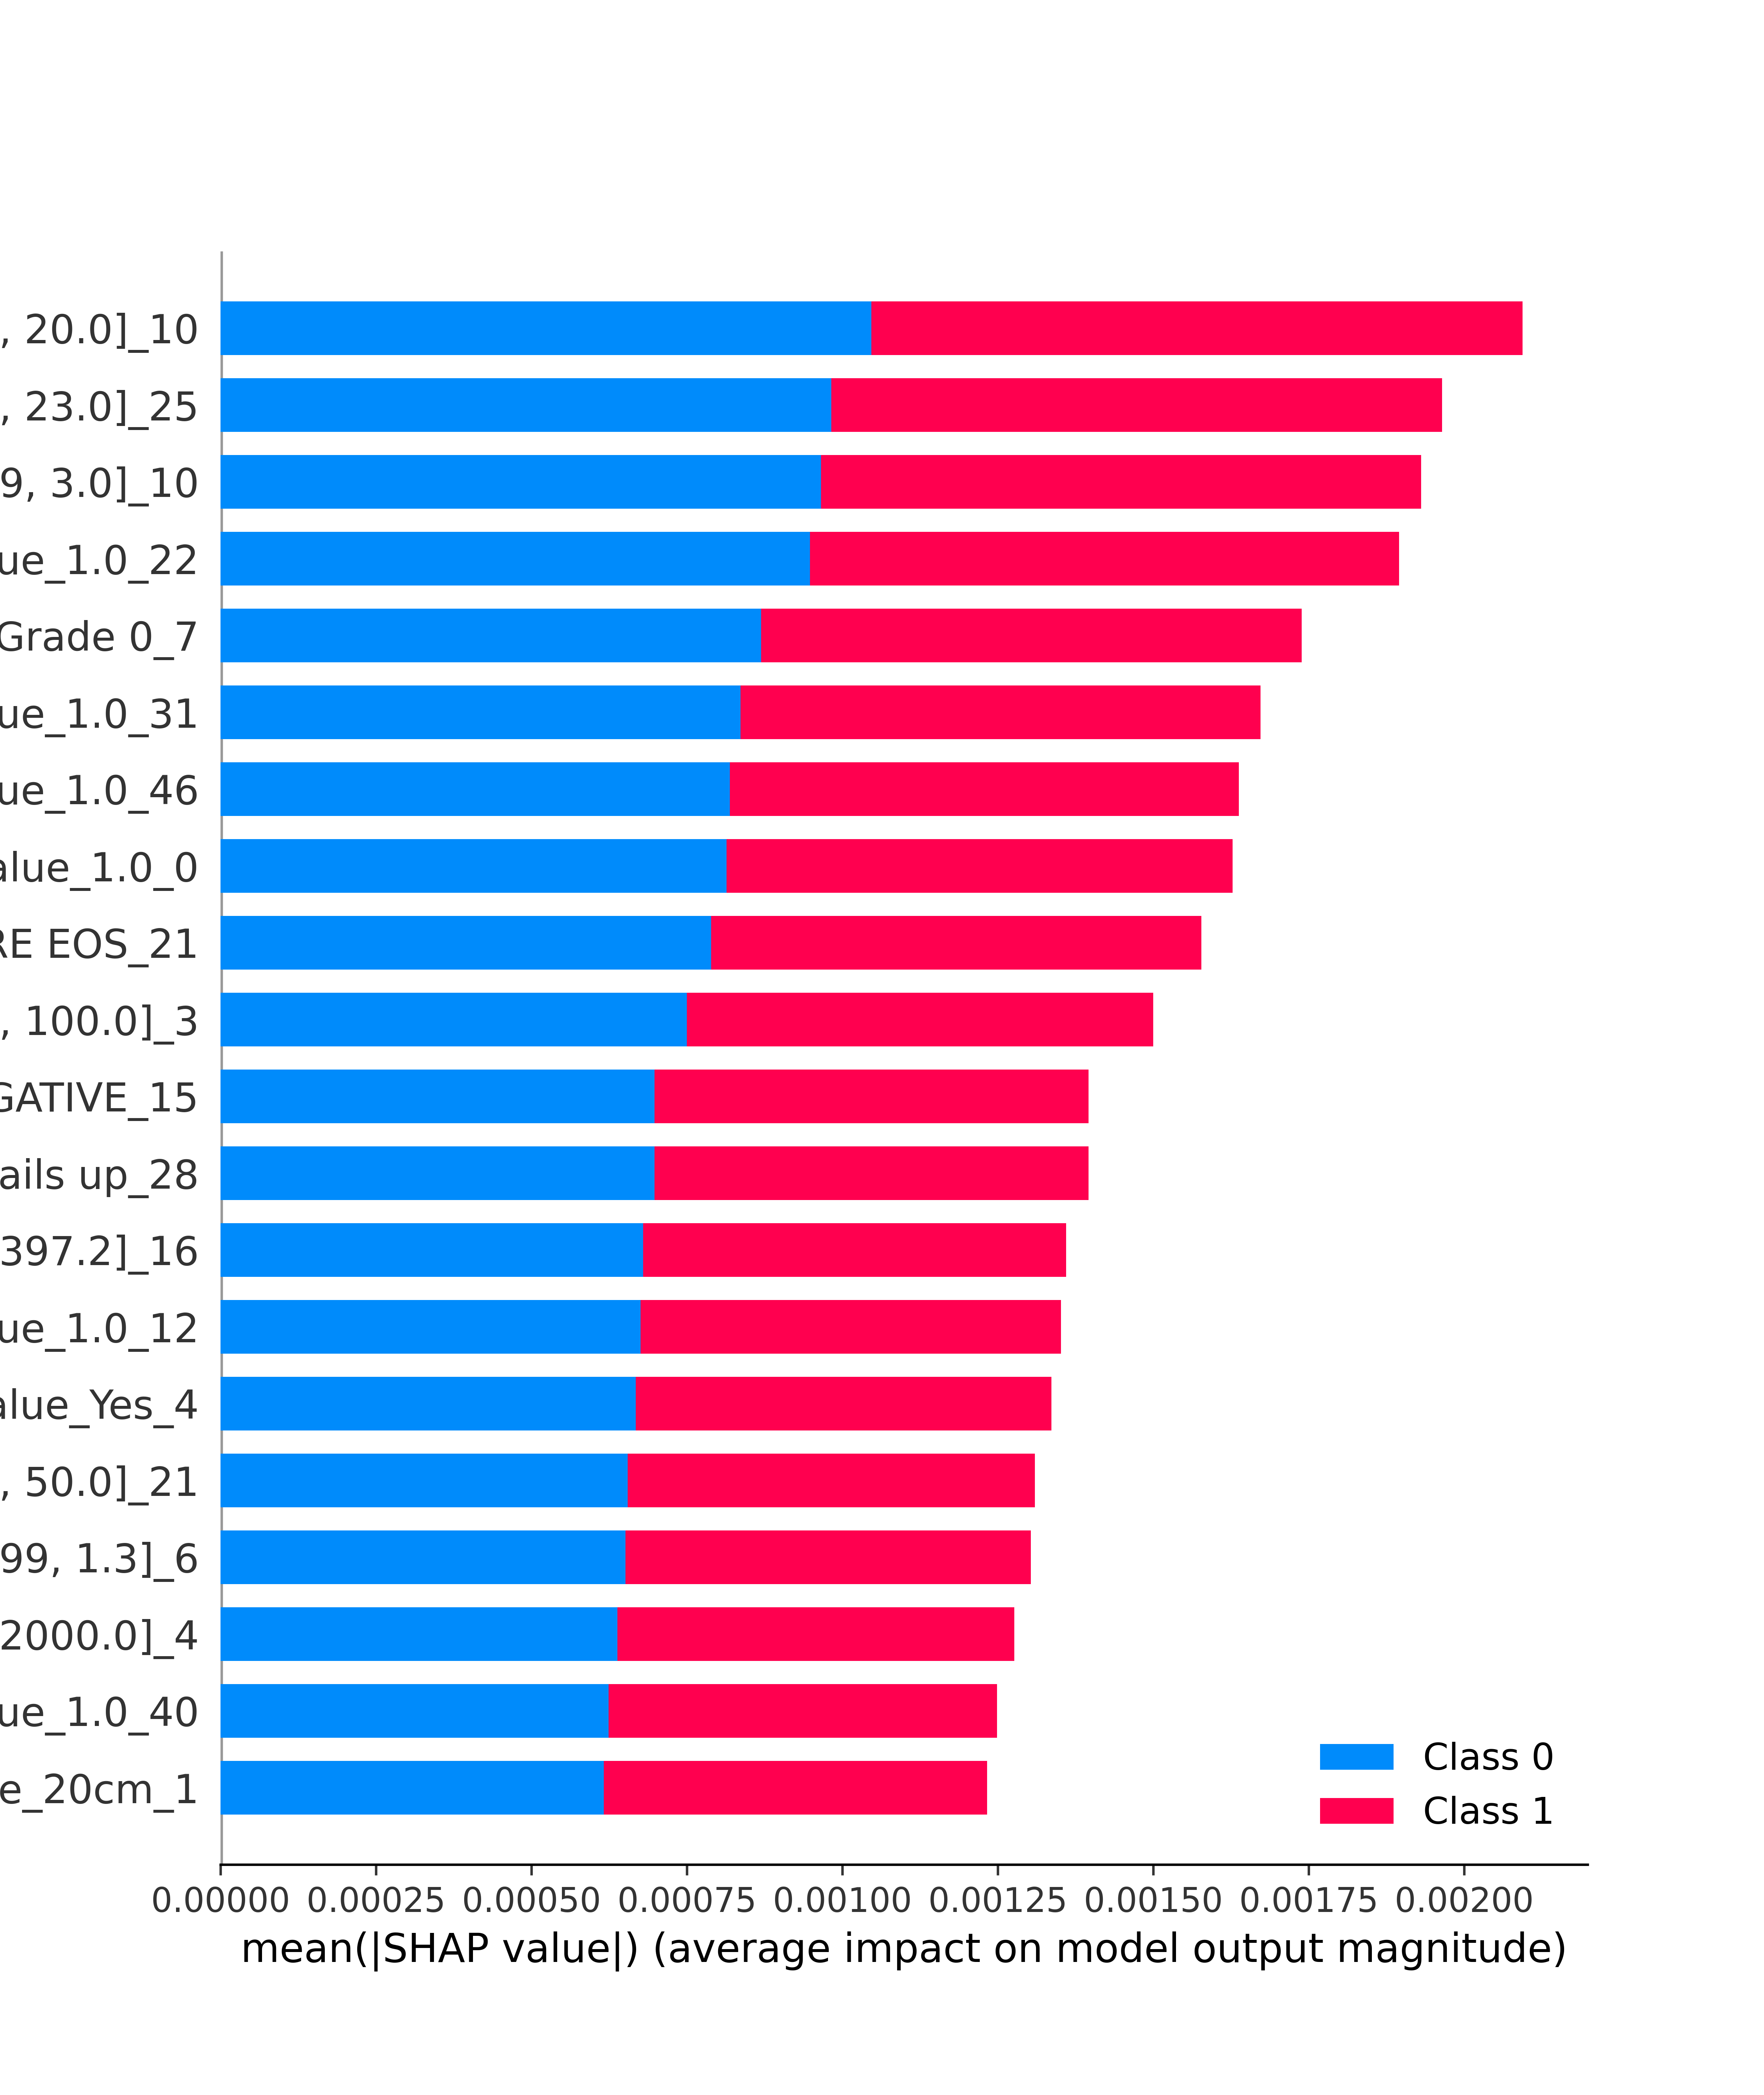 , 20.0]_10
, 23.0]_25
9, 3.0]_10
ue_1.0_22
Grade 0_7
ue_1.0_31
ue_1.0_46
alue_1.0_0
RE EOS_21
, 100.0]_3
GATIVE_15
ails up_28
397.2]_16
ue_1.0_12
alue_Yes_4
, 50.0]_21
99, 1.3]_6
2000.0]_4
ue_1.0_40
e_20cm_1
Class 0
Class 1
0.00000 0.00025 0.00050 0.00075 0.00100 0.00125 0.00150 0.00175 0.00200
mean(|SHAP value|) (average impact on model output magnitude)